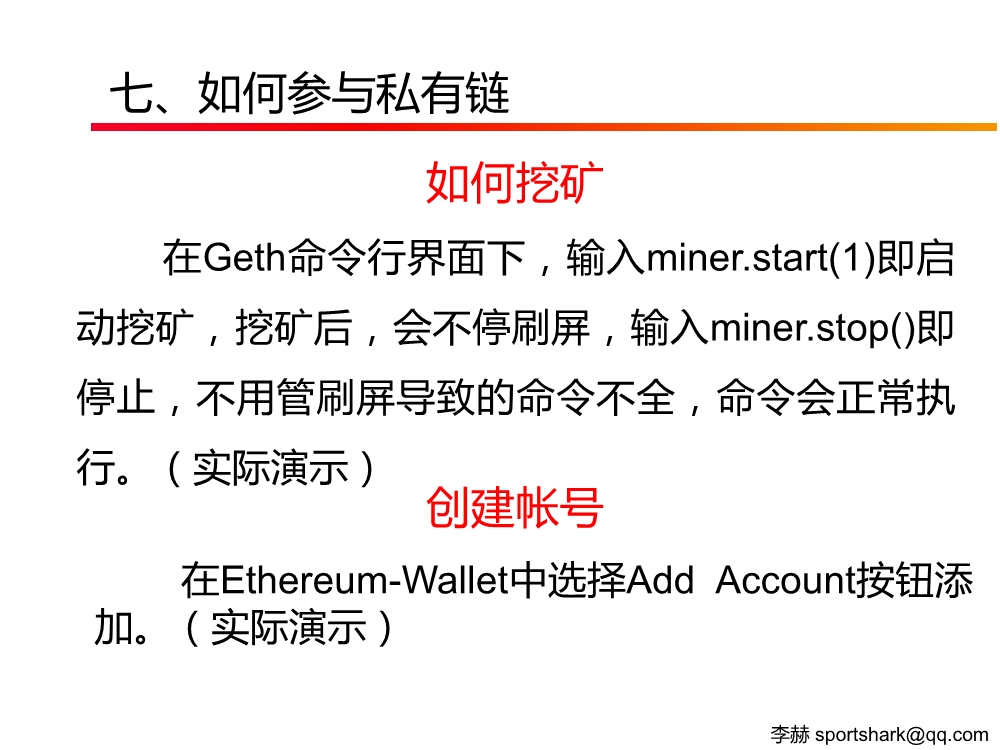 七、如何参与私有链
如何挖矿
在Geth命令行界面下，输入miner.start(1)即启
动挖矿，挖矿后，会不停刷屏，输入miner.stop()即
停止，不用管刷屏导致的命令不全，命令会正常执
行。（实际演示）
创建帐号
在Ethereum-Wallet中选择Add  Account按钮添
加。（实际演示）
李赫 sportshark@qq.com